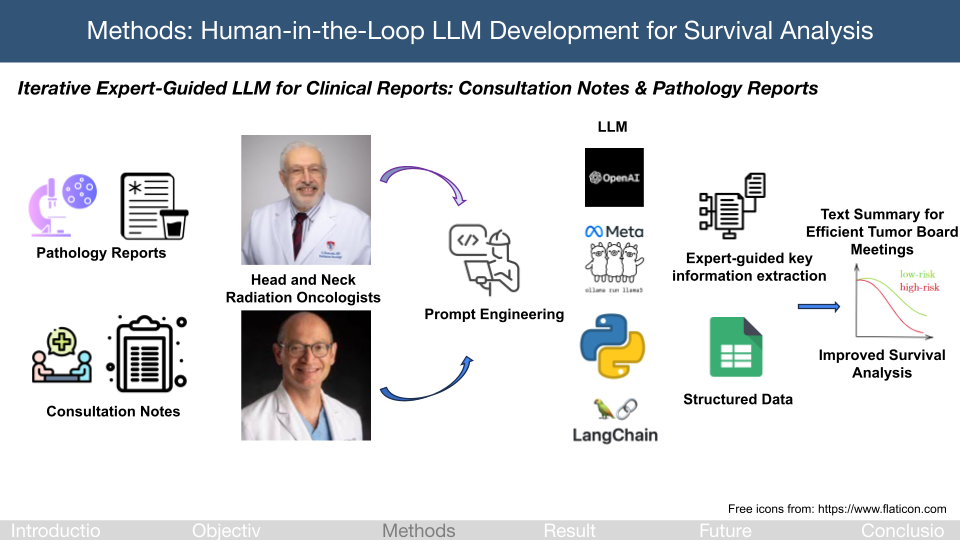 Methods: Human-in-the-Loop LLM Development for Survival Analysis
Iterative Expert-Guided LLM for Clinical Reports: Consultation Notes & Pathology Reports
Pathology Reports
Consultation Notes
Head and Neck
Radiation Oncologists
Prompt Engineering
LLM
OpenAI
Meta
ollama run llama3
LangChain
Expert-guided key
information extraction
Structured Data
Text Summary for
Efficient Tumor Board
Meetings
low-risk
high-risk
Improved Survival
Analysis
Free icons from: https://www.flaticon.com
Introductio
Objectiv
Methods
Result
Future
Conclusio